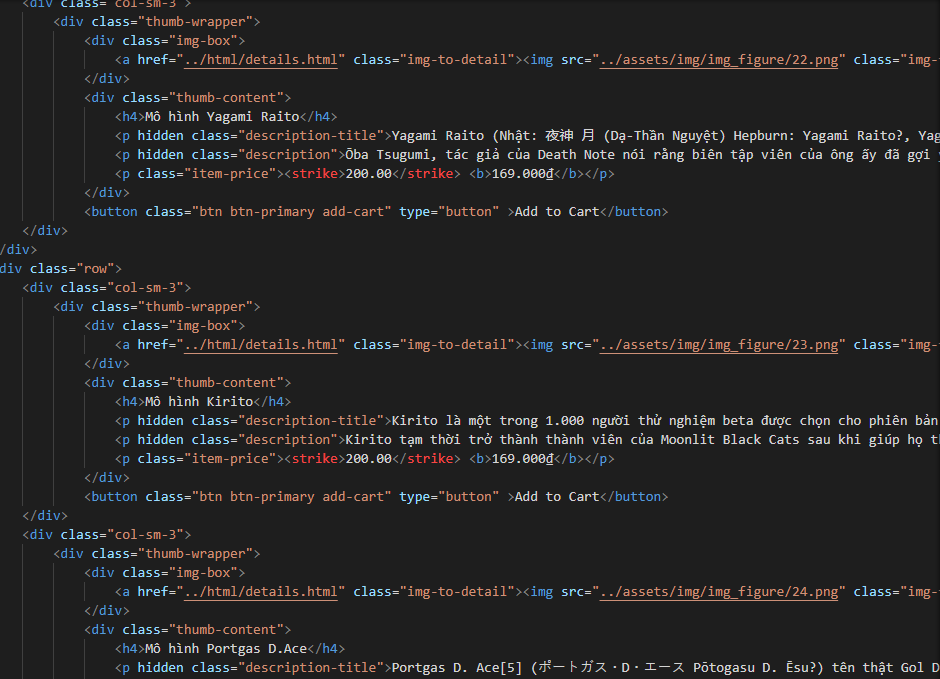 <div class="col-sm-3">
<div class="thumb-wrapper">
<div class="img-box">
<a href="../html/details.html" class="img-to-detail"><img src="../assets/img/img_figure/22.png" class="img-
</div>
<div class="thumb-content">
<h4>Mô hình Yagami Raito</h4>
<p hidden class="description-title">Yagami Raito (Nhật: 夜神 月 (Dạ-Thần Nguyệt) Hepburn: Yagami Raito?, Yag
<p hidden class="description">Ōba Tsugumi, tác giả của Death Note nói rằng biên tập viên của ông ấy đã gợi
<p class="item-price"><strike>200.00</strike> <b>169.000₫</b></p>
</div>
<button class="btn btn-primary add-cart" type="button" >Add to Cart</button>
</div>
/div>
div class="row">
<div class="col-sm-3">
<div class="thumb-wrapper">
<div class="img-box">
<a href="../html/details.html" class="img-to-detail"><img src="../assets/img/img_figure/23.png" class="img-
</div>
<div class="thumb-content">
<h4>Mô hình Kirito</h4>
<p hidden class="description-title">Kirito là một trong 1.000 người thử nghiệm beta được chọn cho phiên bản
<p hidden class="description">Kirito tạm thời trở thành thành viên của Moonlit Black Cats sau khi giúp họ t
<p class="item-price"><strike>200.00</strike> <b>169.000₫</b></p>
</div>
<button class="btn btn-primary add-cart" type="button" >Add to Cart</button>
</div>
<div class="col-sm-3">
<div class="thumb-wrapper">
<div class="img-box">
<a href="../html/details.html" class="img-to-detail"><img src="../assets/img/img_figure/24.png" class="img-
</div>
<div class="thumb-content">
<h4>Mô hình Portgas D.Ace</h4>
<p hidden class="description-title">Portgas D. Ace[5] (ポートガス・D・エース Pōtogasu D. Ēsu?) tên thật Gol D